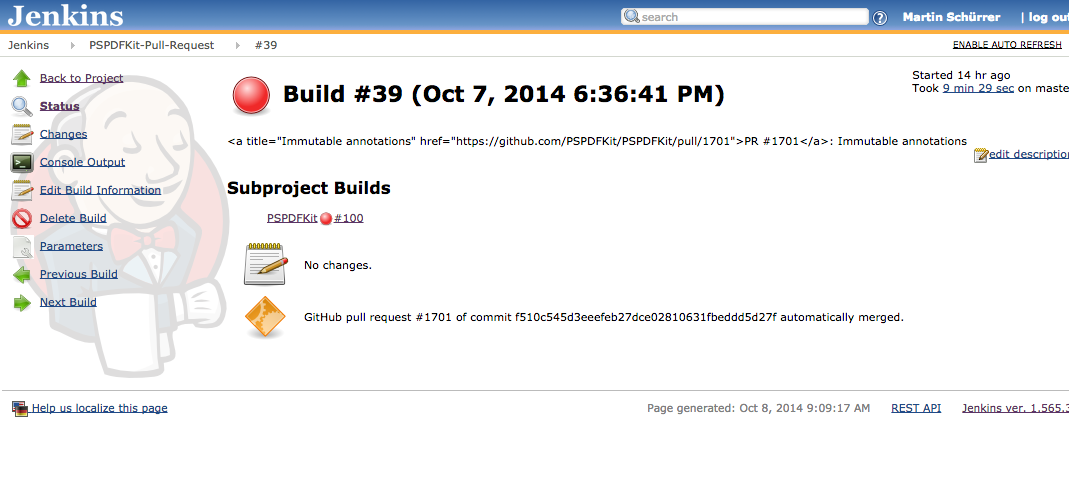 Jenkins
search
Martin Schürrer
| log ou
Jenkins PSPDFKit-Pull-Request #39
ENABLE AUTO REFRESH
Back to Project
Status
Changes
Console Output
Edit Build Information
Delete Build
Parameters
Previous Build
Next Build
Build #39 (Oct 7, 2014 6:36:41 PM)
Started 14 hr ago
Took 9 min 29 sec on maste
<a title="Immutable annotations" href="https://github.com/PSPDFKit/PSPDFKit/pull/1701">PR #1701</a>: Immutable annotations
edit descriptio
Subproject Builds
PSPDFKit #100
No changes.
GitHub pull request #1701 of commit f510c545d3eeefeb27dce02810631fbeddd5d27f automatically merged.
Help us localize this page
Page generated: Oct 8, 2014 9:09:17 AM
REST API
Jenkins ver. 1.565.3